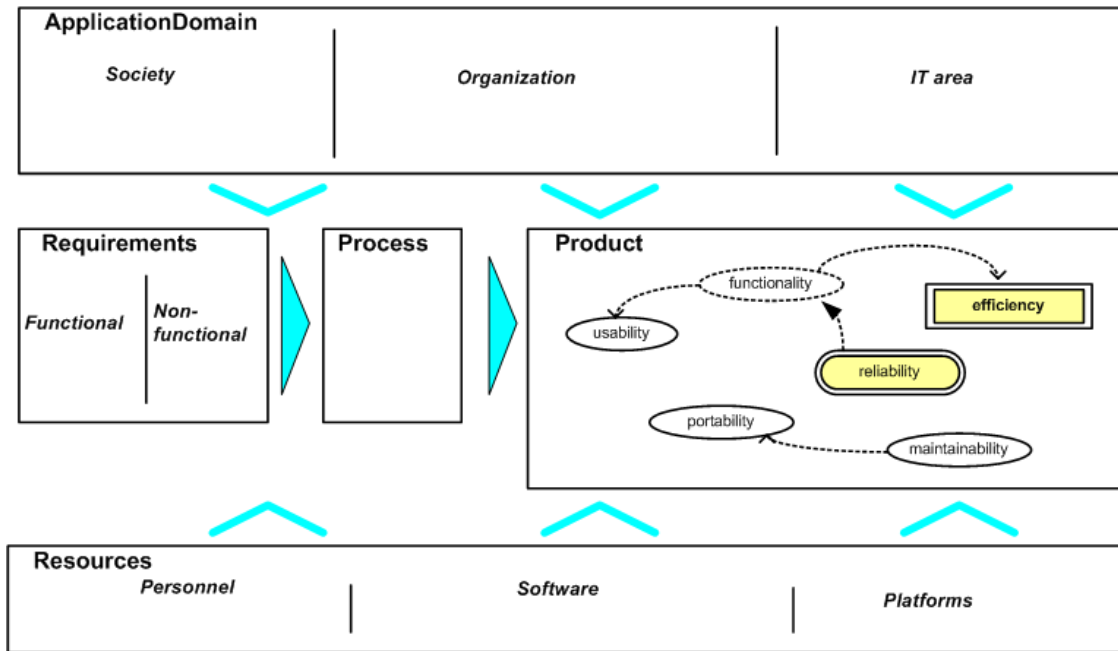 ApplicationDomain
Society
Organization
IT area
Requirements
Functional
Non-
functional
Process
Product
functionality
efficiency
usability
reliability
portability
maintainability
Resources
Personnel
Software
Platforms